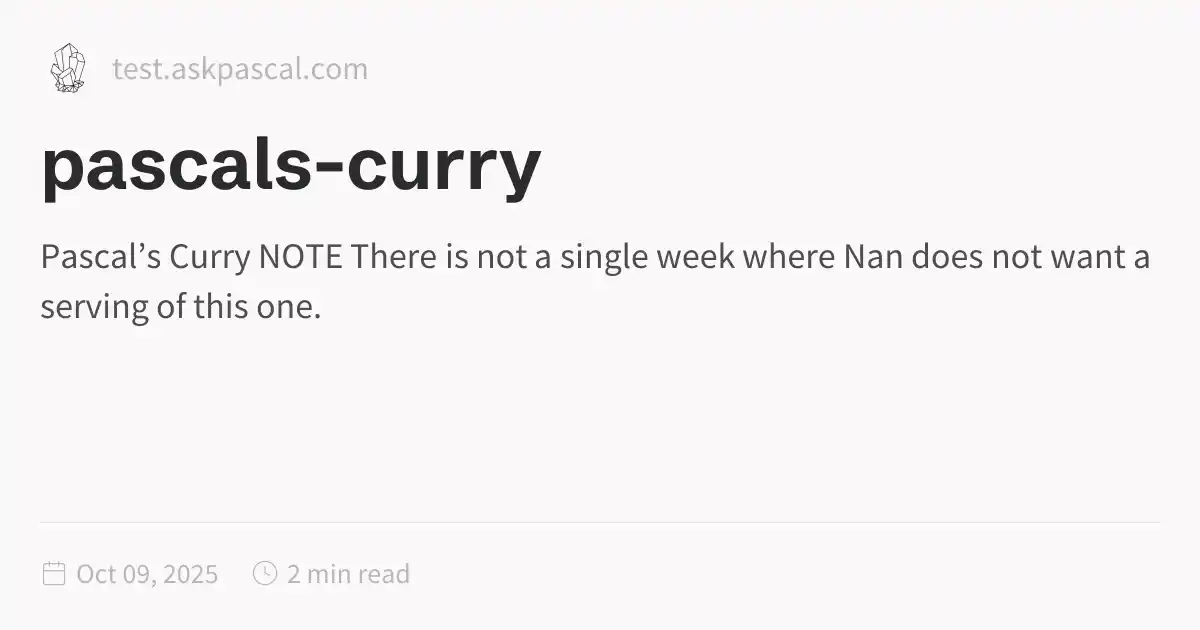 test.askpascal.com
pascals-curry
Pascal’s Curry NOTE There is not a single week where Nan does not want a
serving of this one.
Oct 09, 2025 2 min read